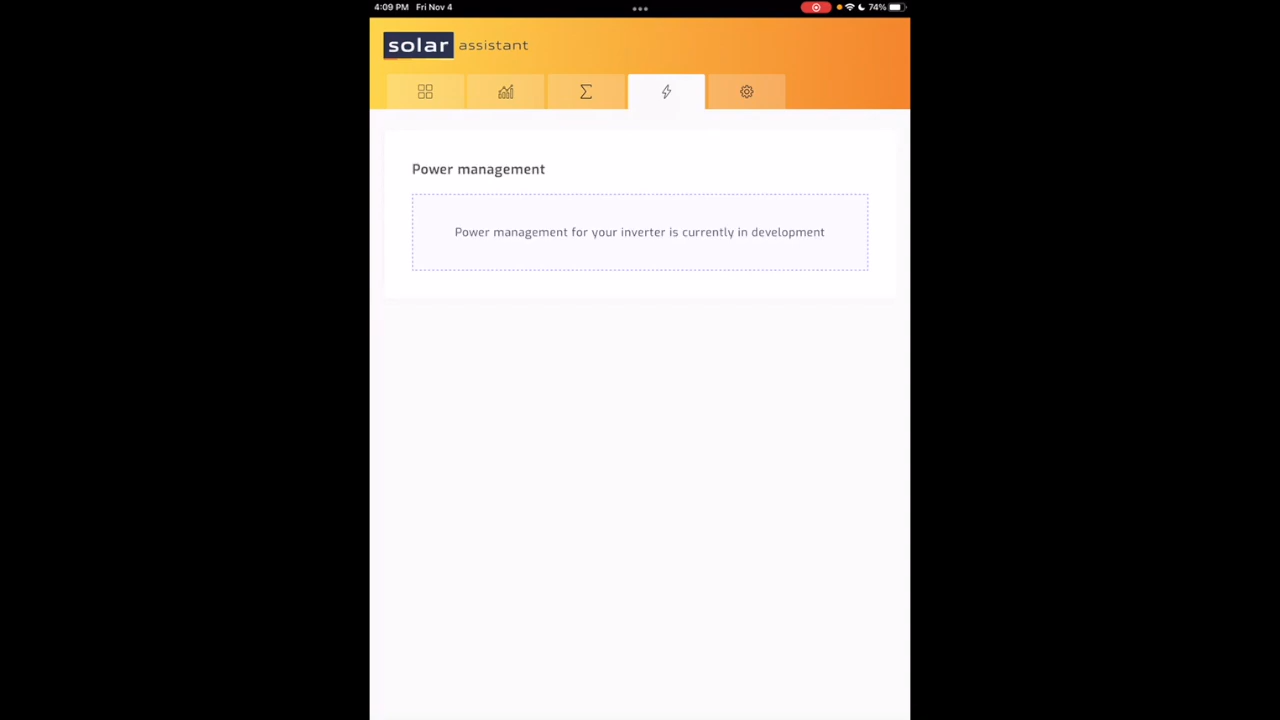 4:09 PM Fri Nov 4
74%
solar assistant
Power management
Power management for your inverter is currently in development